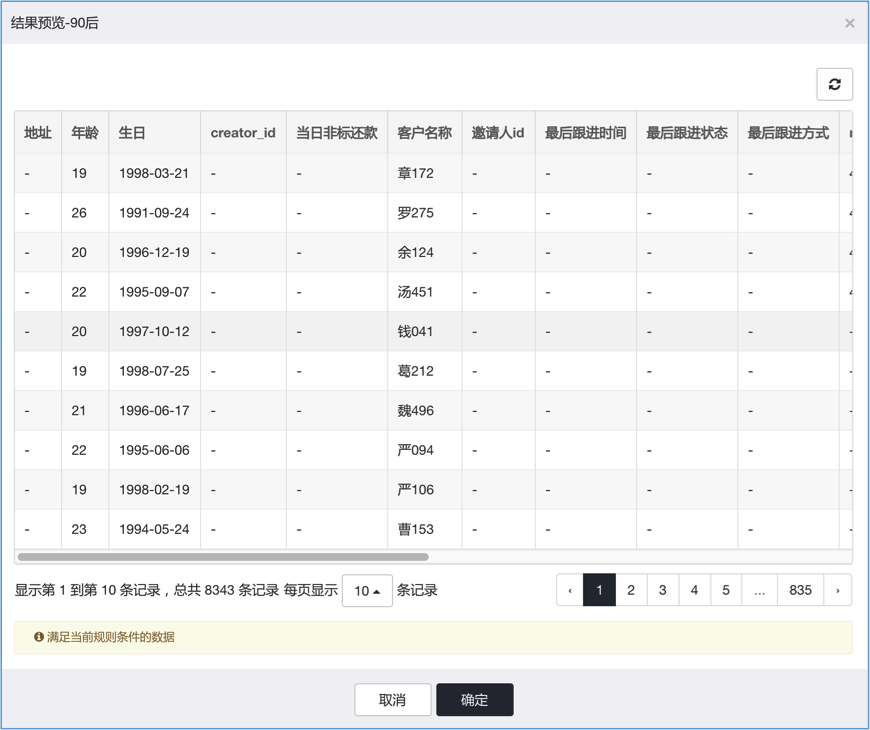 结果预览-90后 ×
地址 年龄 生日 creator_id 当日非标还款 客户名称 邀请人id 最后跟进时间 最后跟进状态 最后跟进方式
- 19 1998-03-21 - - 章172 - - - -
- 26 1991-09-24 - - 罗275 - - - -
- 20 1996-12-19 - - 余124 - - - -
- 22 1995-09-07 - - 汤451 - - - -
- 20 1997-10-12 - - 钱041 - - - -
- 19 1998-07-25 - - 葛212 - - - -
- 21 1996-06-17 - - 魏496 - - - -
- 22 1995-06-06 - - 严094 - - - -
- 19 1998-02-19 - - 严106 - - - -
- 23 1994-05-24 - - 曹153 - - - -
显示第 1 到第 10 条记录，总共 8343 条记录 每页显示 10 条记录 ‹ 1 2 3 4 5 ... 835 ›
满足当前规则条件的数据
取消 确定